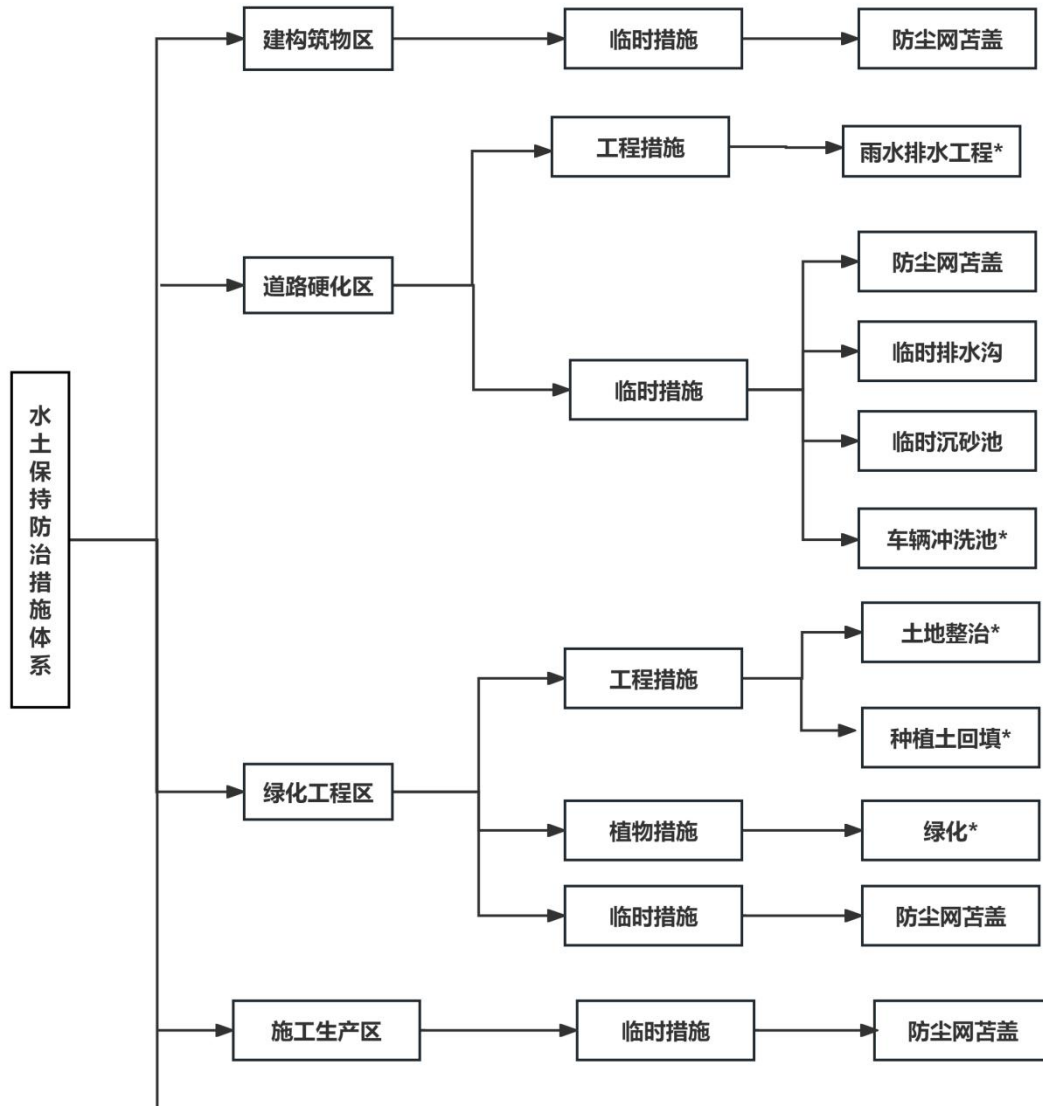 水土保持防治措施体系
建构筑物区
临时措施
防尘网苫盖
道路硬化区
工程措施
雨水排水工程*
临时措施
防尘网苫盖
临时排水沟
临时沉砂池
车辆冲洗池*
绿化工程区
工程措施
土地整治*
种植土回填*
植物措施
绿化*
临时措施
防尘网苫盖
施工生产区
临时措施
防尘网苫盖